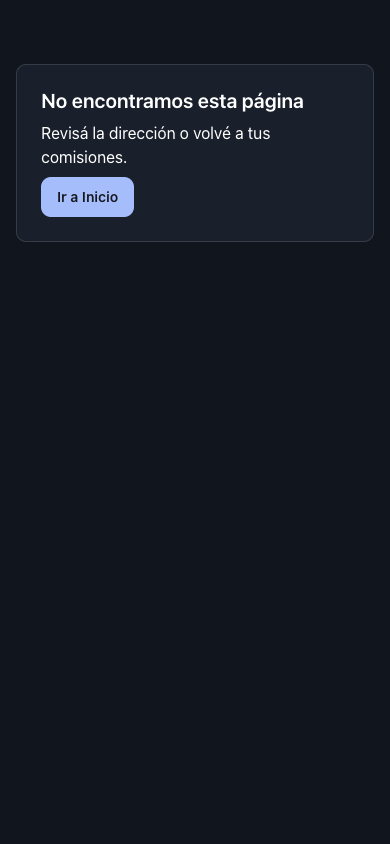 No encontramos esta página
Revisá la dirección o volvé a tus
comisiones.
Ir a Inicio